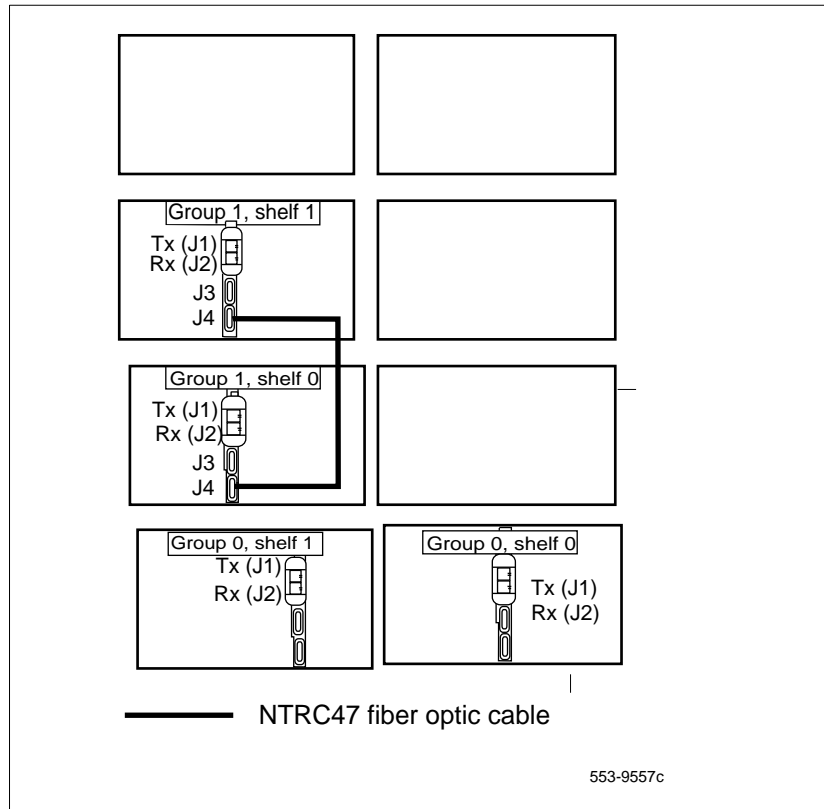 Group 1, shelf 1
Tx (J1)
Rx (J2)
J3
J4
Group 1, shelf 0
Tx (J1)
Rx (J2)
J3
J4
Group 0, shelf 1
Tx (J1)
Rx (J2)
Group 0, shelf 0
Tx (J1)
Rx (J2)
NTRC47 fiber optic cable
553-9557c